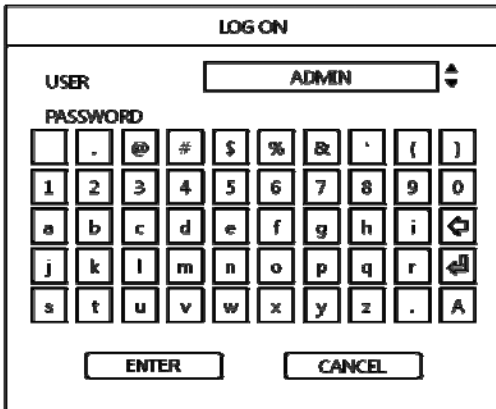 LOG ON
USER ADMIN
PASSWORD
. @ # $ % & ' ( )
1 2 3 4 5 6 7 8 9 0
a b c d e f g h i
j k l m n o p q r
s t u v w x y z . A
ENTER CANCEL